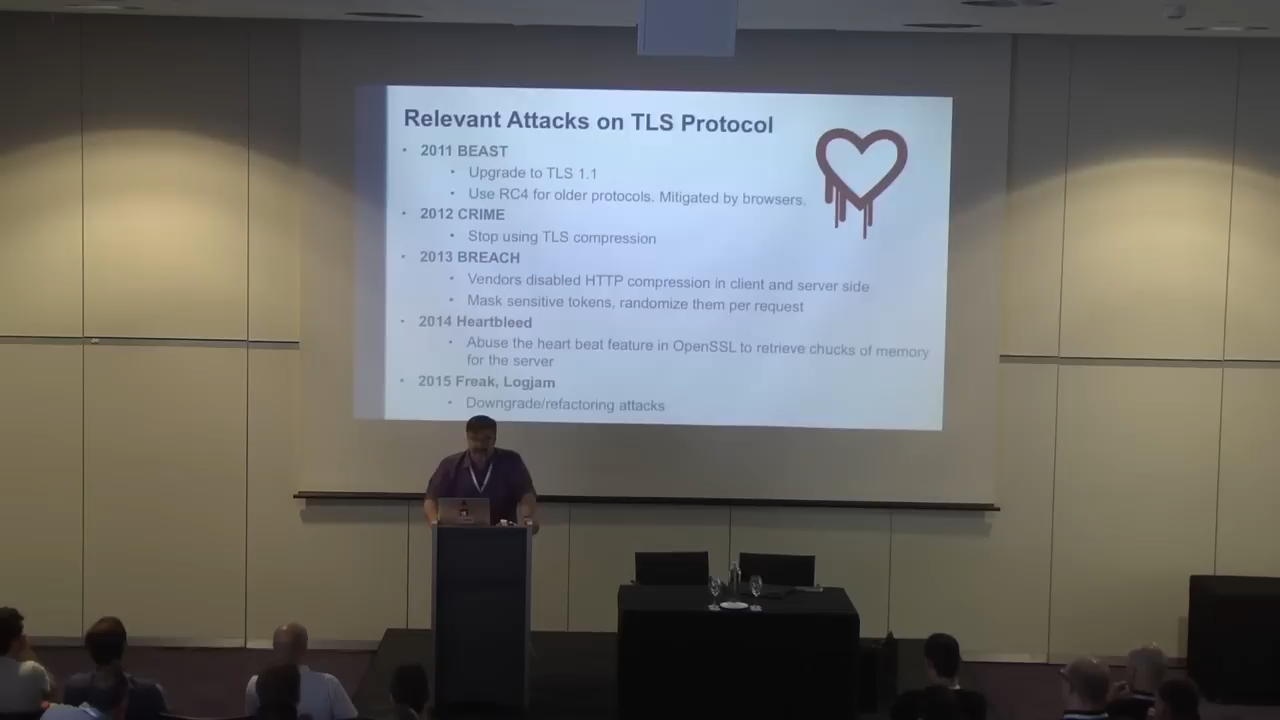 Relevant Attacks on TLS Protocol
• 2011 BEAST
• Upgrade to TLS 1.1
• Use RC4 for older protocols. Mitigated by browsers.
• 2012 CRIME
• Stop using TLS compression
• 2013 BREACH
• Vendors disabled HTTP compression in client and server side
• Mask sensitive tokens, randomize them per request
• 2014 Heartbleed
• Abuse the heart beat feature in OpenSSL to retrieve chucks of memory
for the server
• 2015 Freak, Logjam
• Downgrade/refactoring attacks